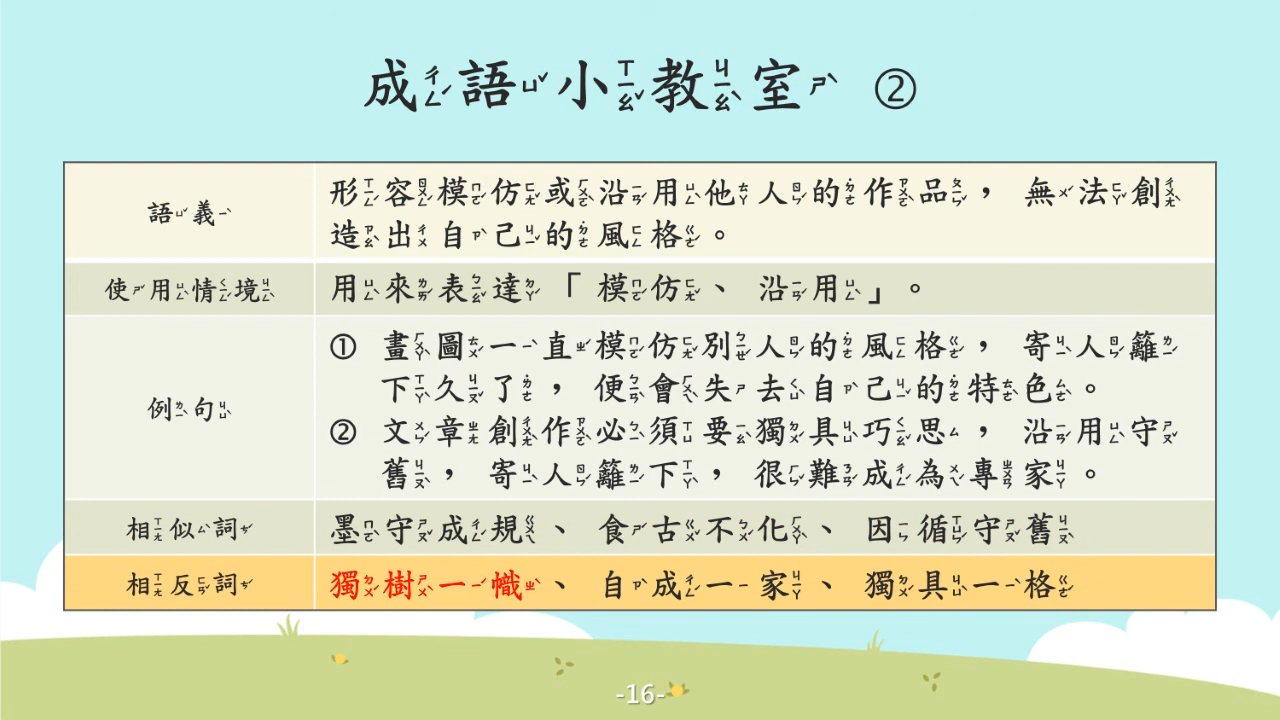 成語小教室 ②
語義
形容模仿或沿用他人的作品，無法創
造出自己的風格。
使用情境
用來表達「模仿、沿用」。
例句
① 畫圖一直模仿別人的風格，寄人籬
下久了，便會失去自己的特色。
② 文章創作必須要獨具巧思，沿用守
舊，寄人籬下，很難成為專家。
相似詞
墨守成規、食古不化、因循守舊
相反詞
獨樹一幟、自成一家、獨具一格
-16-